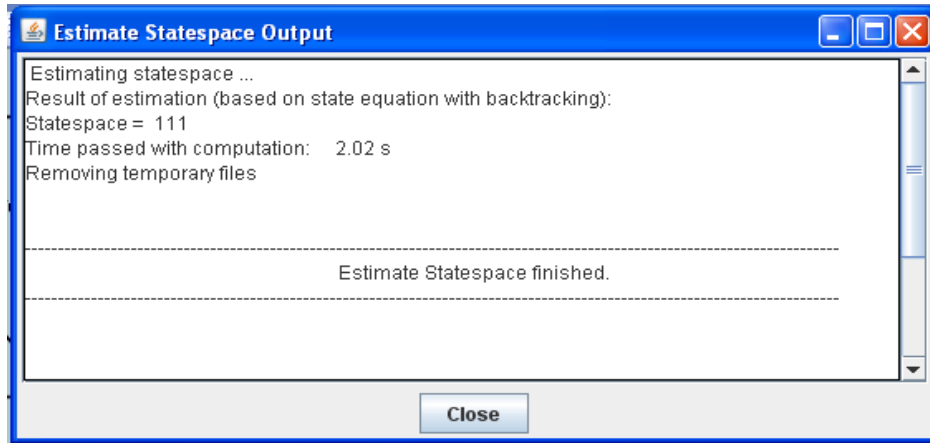 Estimate Statespace Output
Estimating statespace ...
Result of estimation (based on state equation with backtracking):
Statespace = 111
Time passed with computation: 2.02 s
Removing temporary files
--------------------------------------------------------------------------------
Estimate Statespace finished.
--------------------------------------------------------------------------------
Close